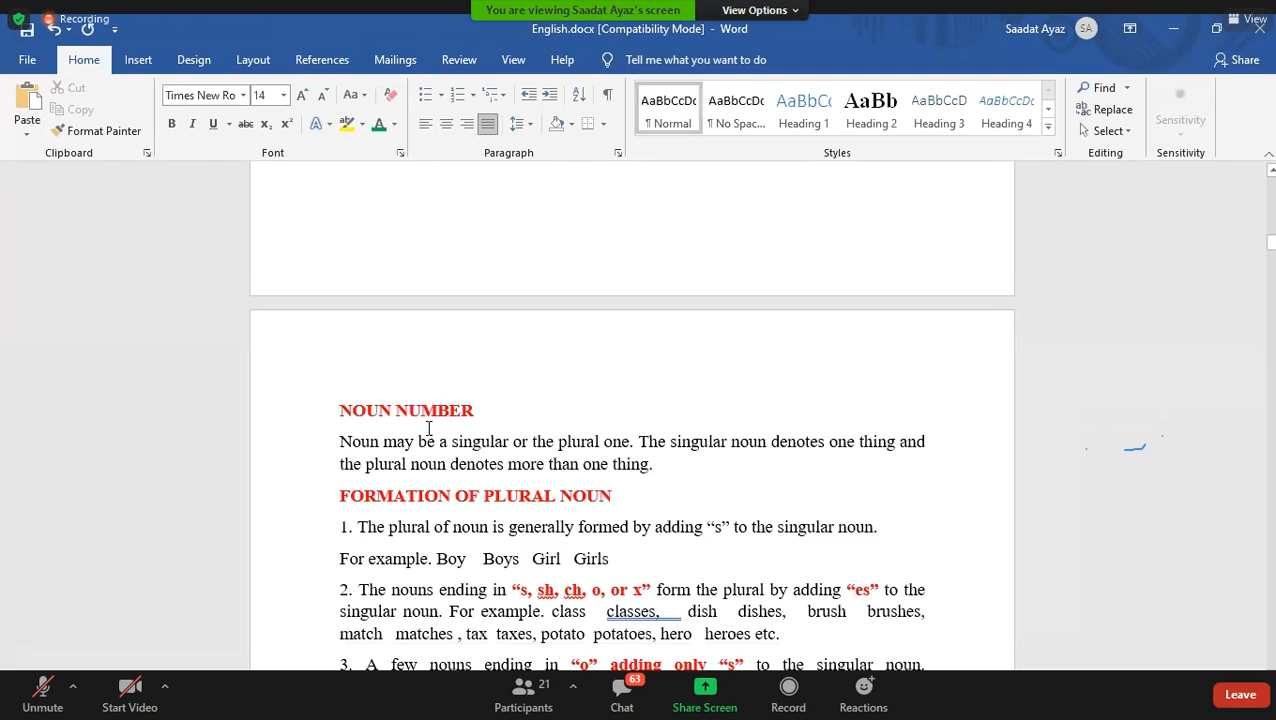 Recording
You are viewing Saadat Ayaz's screen
View Options
View
English.docx [Compatibility Mode] - Word
Saadat Ayaz
SA
File Home Insert Design Layout References Mailings Review View Help Tell me what you want to do Share
Paste
Cut
Copy
Format Painter
Clipboard
Times New Ro 14
Font
Paragraph
AaBbCcDc AaBbCcDc AaBbCc AaBb AaBbCcD AaBbCcD
¶ Normal ¶ No Spac... Heading 1 Heading 2 Heading 3 Heading 4
Styles
Find
Replace
Select
Editing
Sensitivity
Sensitivity
NOUN NUMBER
Noun may be a singular or the plural one. The singular noun denotes one thing and
the plural noun denotes more than one thing.
FORMATION OF PLURAL NOUN
1. The plural of noun is generally formed by adding “s” to the singular noun.
For example. Boy Boys Girl Girls
2. The nouns ending in “s, sh, ch, o, or x” form the plural by adding “es” to the
singular noun. For example. class classes, dish dishes, brush brushes,
match matches , tax taxes, potato potatoes, hero heroes etc.
3. A few nouns ending in “o” adding only “s” to the singular noun.
Unmute
Start Video
21
Participants
63
Chat
Share Screen
Record
Reactions
Leave